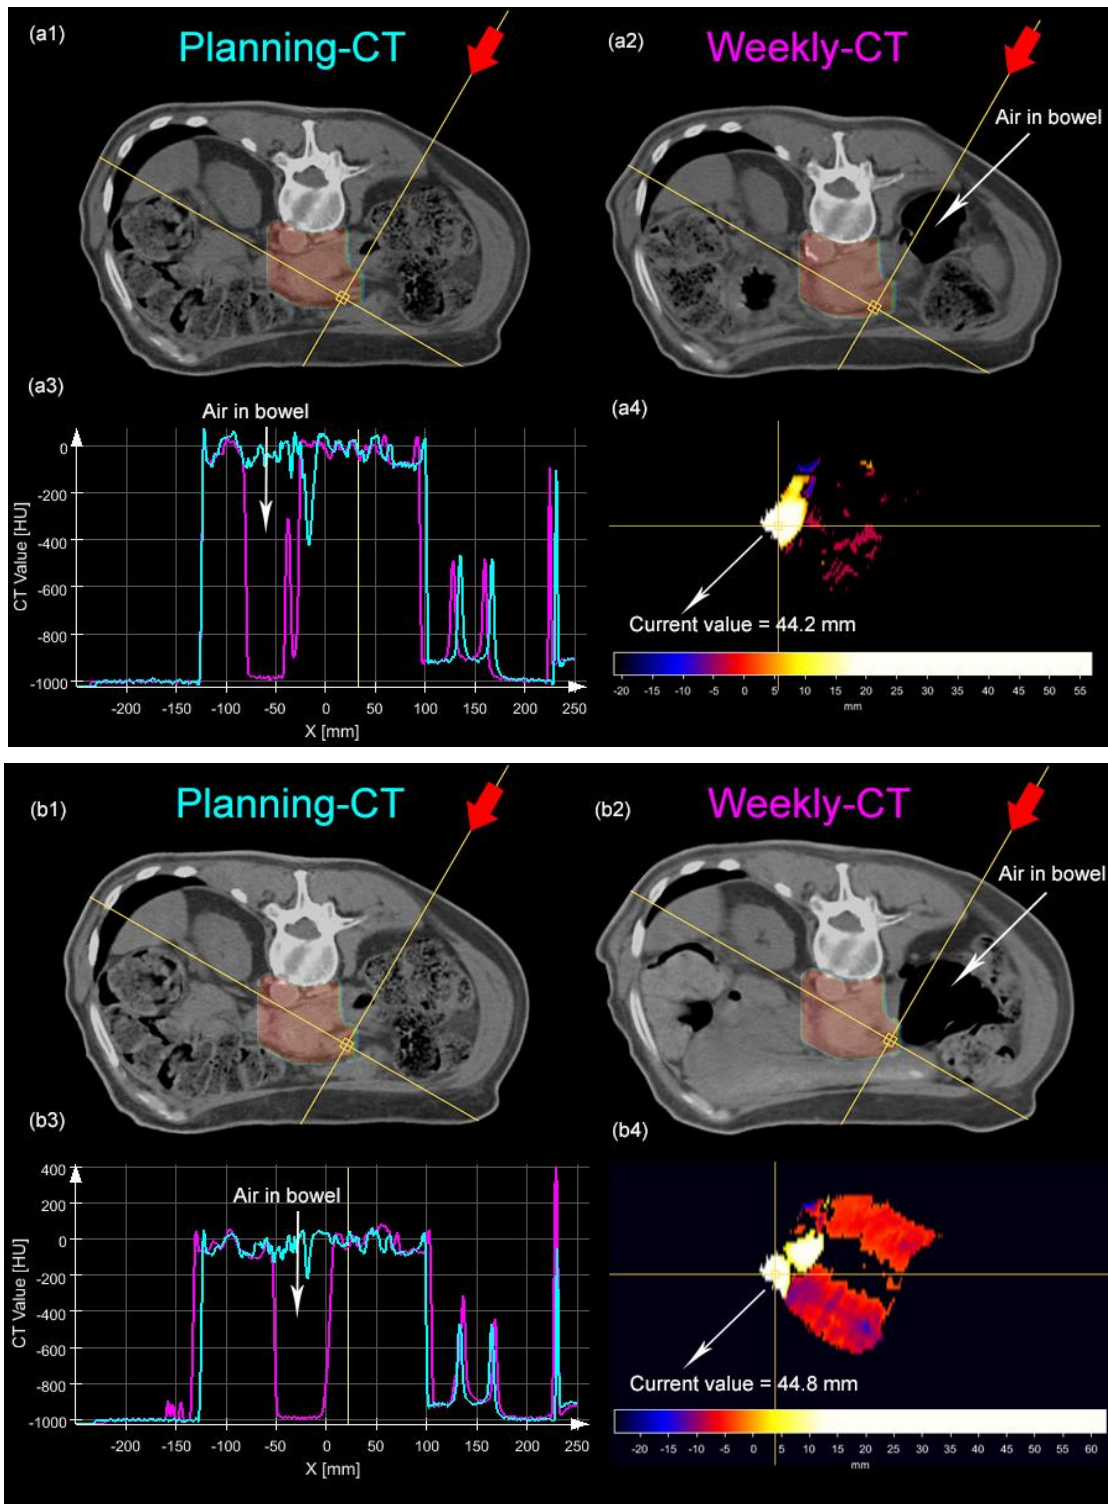 (a1)
Planning-CT
(a2)
Weekly-CT
Air in bowel
(a3)
Air in bowel
CT Value [HU]
0
-200
-400
-600
-800
-1000
-200 -150 -100 -50 0 50 100 150 200 250
X [mm]
(a4)
Current value = 44.2 mm
-20 -15 -10 -5 0 5 10 15 20 25 30 35 40 45 50 55
mm
(b1)
Planning-CT
(b2)
Weekly-CT
Air in bowel
(b3)
Air in bowel
CT Value [HU]
400
200
0
-200
-400
-600
-800
-1000
-200 -150 -100 -50 0 50 100 150 200 250
X [mm]
(b4)
Current value = 44.8 mm
-20 -15 -10 -5 0 5 10 15 20 25 30 35 40 45 50 55 60
mm